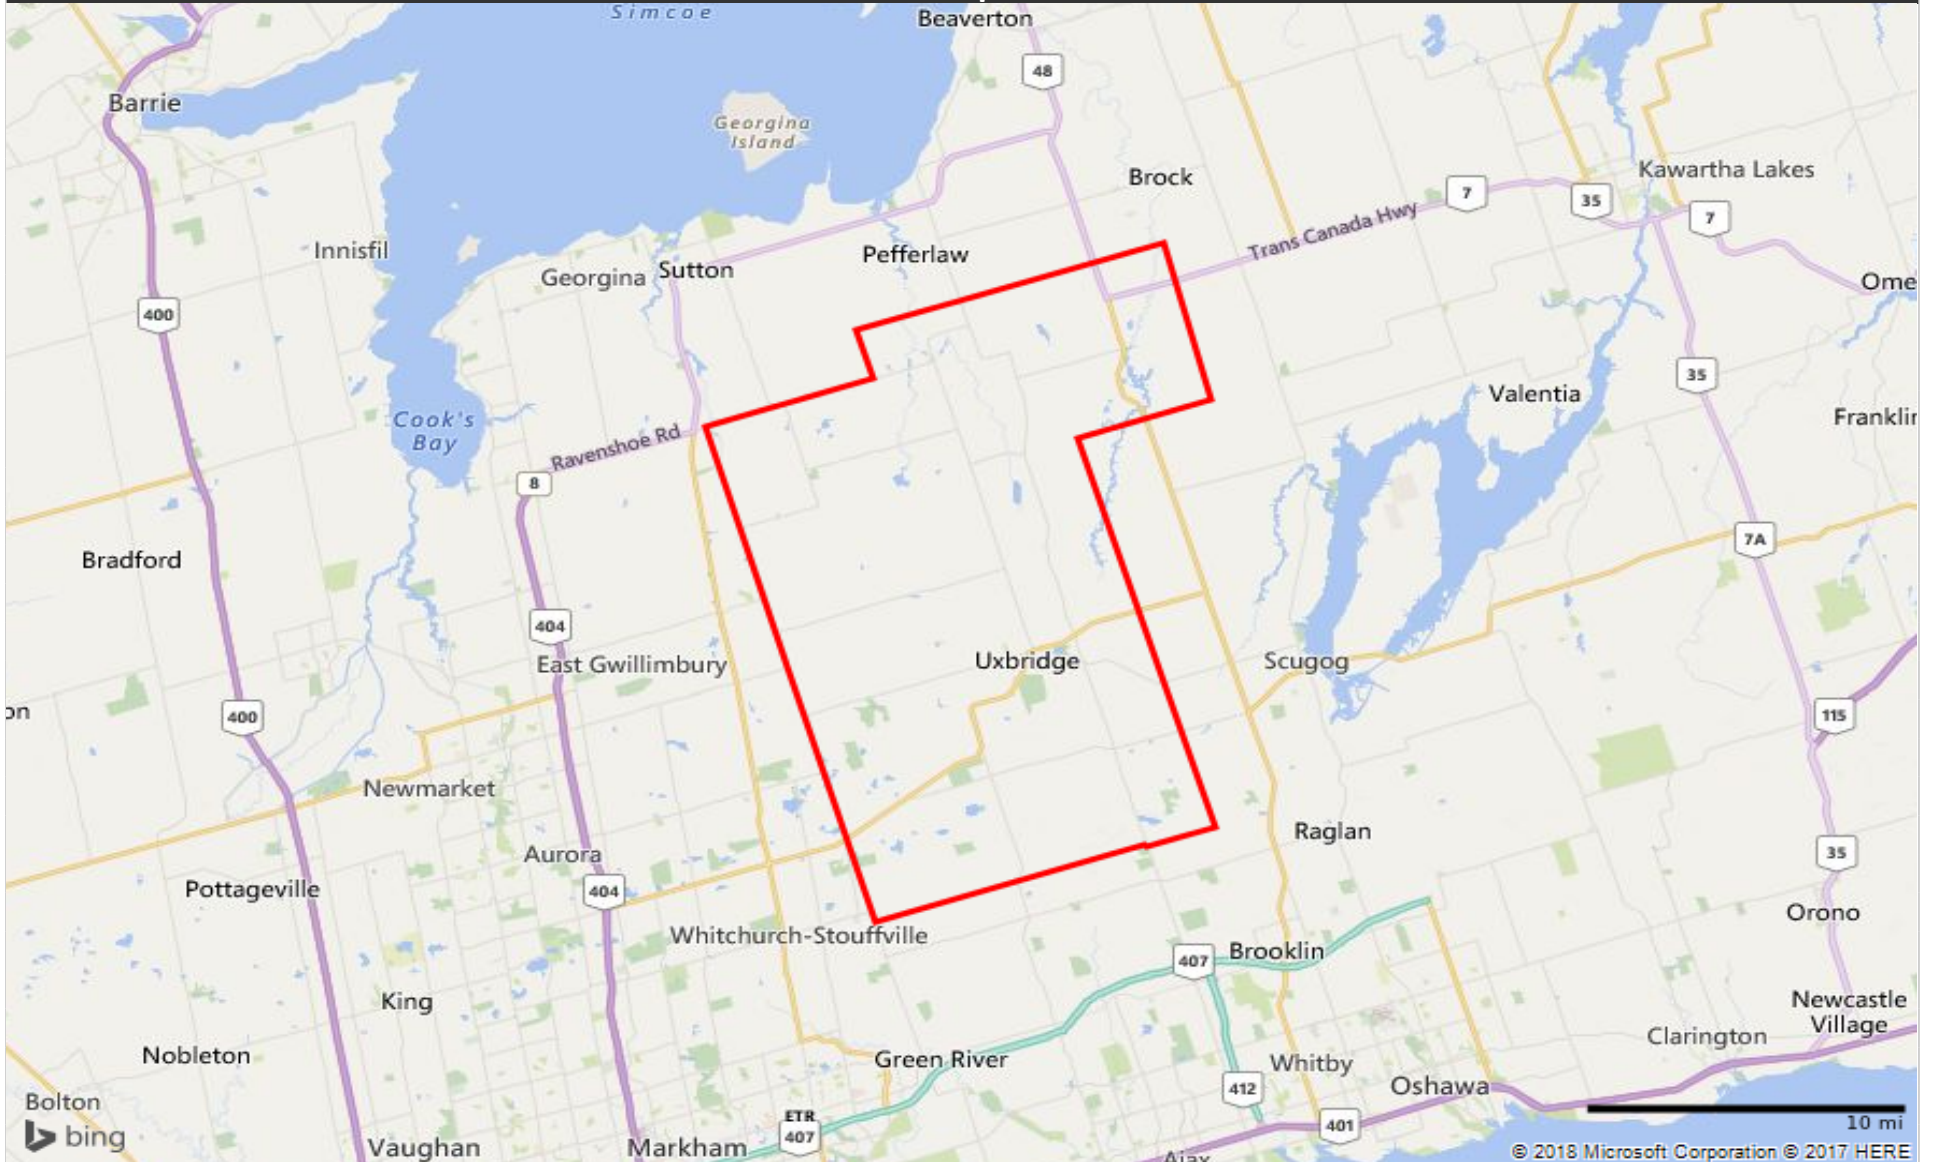 Simcoe
Beaverton
48
Barrie
Georgina
Island
Brock
Kawartha Lakes
7
35
7
Trans Canada Hwy
Innisfil
Pefferlaw
Georgina
Sutton
Ome
400
35
Valentia
Cook's
Bay
Franklin
Ravenshoe Rd
8
7A
Bradford
404
East Gwillimbury
Uxbridge
Scugog
on
400
115
Newmarket
Raglan
Aurora
35
404
Pottageville
Orono
Whitchurch-Stouffville
Brooklin
407
King
Newcastle
Village
Clarington
Nobleton
Green River
Whitby
Oshawa
412
Bolton
bing
ETR
407
401
10 mi
Vaughan
Markham
Ajax
© 2018 Microsoft Corporation © 2017 HERE